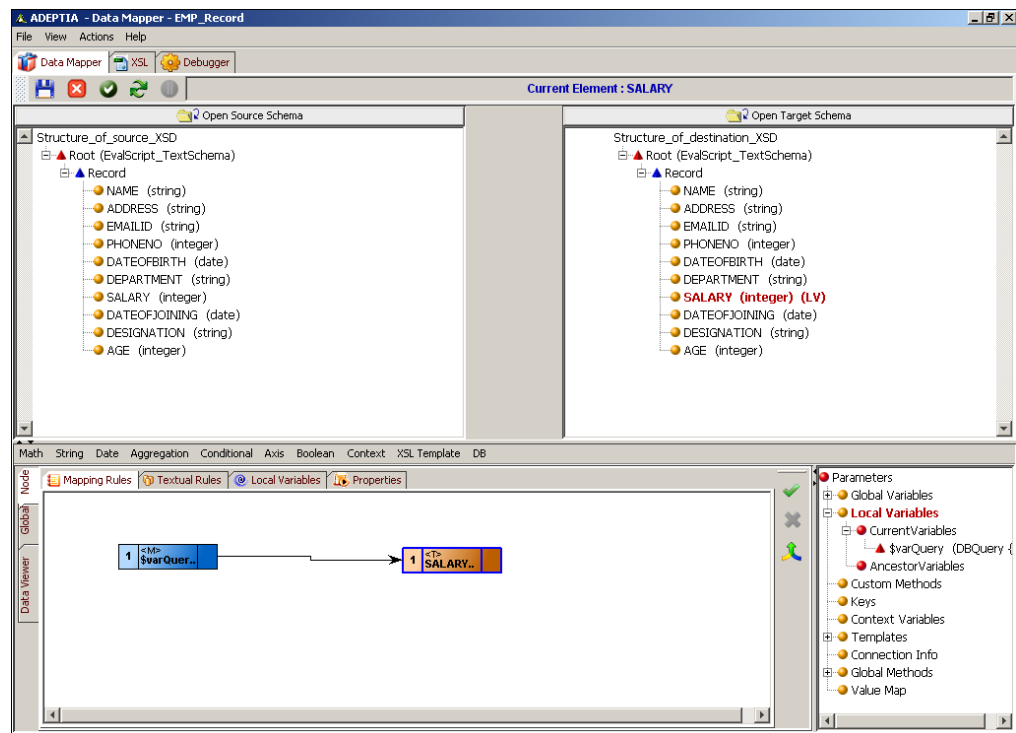 ADEPTIA - Data Mapper - EMP_Record
File View Actions Help
Data Mapper XSL Debugger
Current Element : SALARY
Open Source Schema
Open Target Schema
Structure_of_source_XSD
Root (EvalScript_TextSchema)
Record
NAME (string)
ADDRESS (string)
EMAILID (string)
PHONENO (integer)
DATEOFBIRTH (date)
DEPARTMENT (string)
SALARY (integer)
DATEOFJOINING (date)
DESIGNATION (string)
AGE (integer)
Structure_of_destination_XSD
Root (EvalScript_TextSchema)
Record
NAME (string)
ADDRESS (string)
EMAILID (string)
PHONENO (integer)
DATEOFBIRTH (date)
DEPARTMENT (string)
SALARY (integer) (LV)
DATEOFJOINING (date)
DESIGNATION (string)
AGE (integer)
Math String Date Aggregation Conditional Axis Boolean Context XSL Template DB
Node
Global
Data Viewer
Mapping Rules Textual Rules Local Variables Properties
1 <M>
$varQuer..
1 <T>
SALARY..
Parameters
Global Variables
Local Variables
CurrentVariables
$varQuery (DBQuery {
AncestorVariables
Custom Methods
Keys
Context Variables
Templates
Connection Info
Global Methods
Value Map